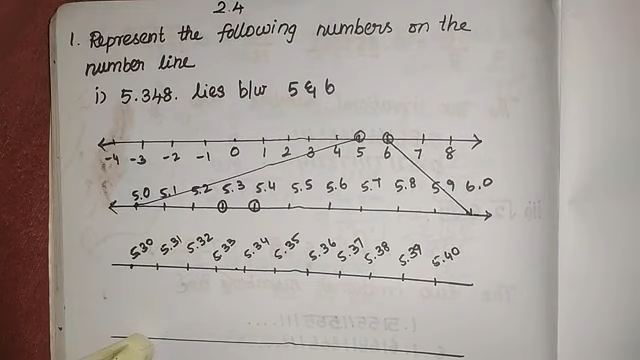 2.4
1. Represent the following numbers on the
number line
i) 5.348. lies b/w 5 & 6
-4 -3 -2 -1 0 1 2 3 4 5 6 7 8
5.0 5.1 5.2 5.3 5.4 5.5 5.6 5.7 5.8 5.9 6.0
5.30 5.31 5.32 5.33 5.34 5.35 5.36 5.37 5.38 5.39 5.40